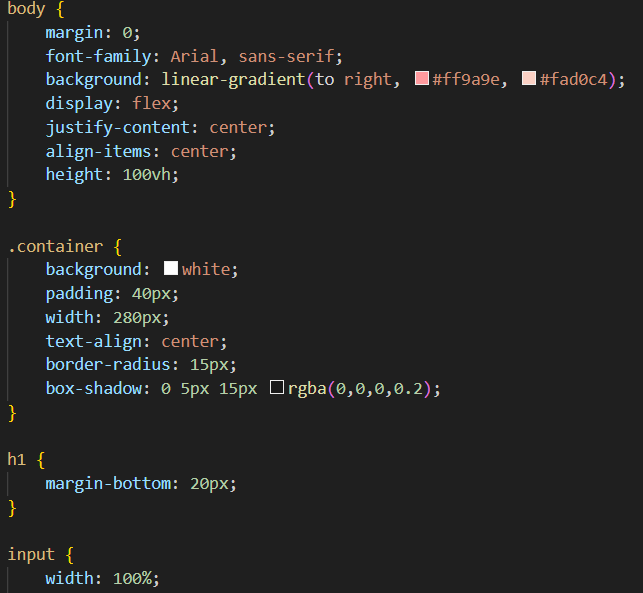 body {
    margin: 0;
    font-family: Arial, sans-serif;
    background: linear-gradient(to right, #ff9a9e, #fad0c4);
    display: flex;
    justify-content: center;
    align-items: center;
    height: 100vh;
}

.container {
    background: white;
    padding: 40px;
    width: 280px;
    text-align: center;
    border-radius: 15px;
    box-shadow: 0 5px 15px rgba(0,0,0,0.2);
}

h1 {
    margin-bottom: 20px;
}

input {
    width: 100%;